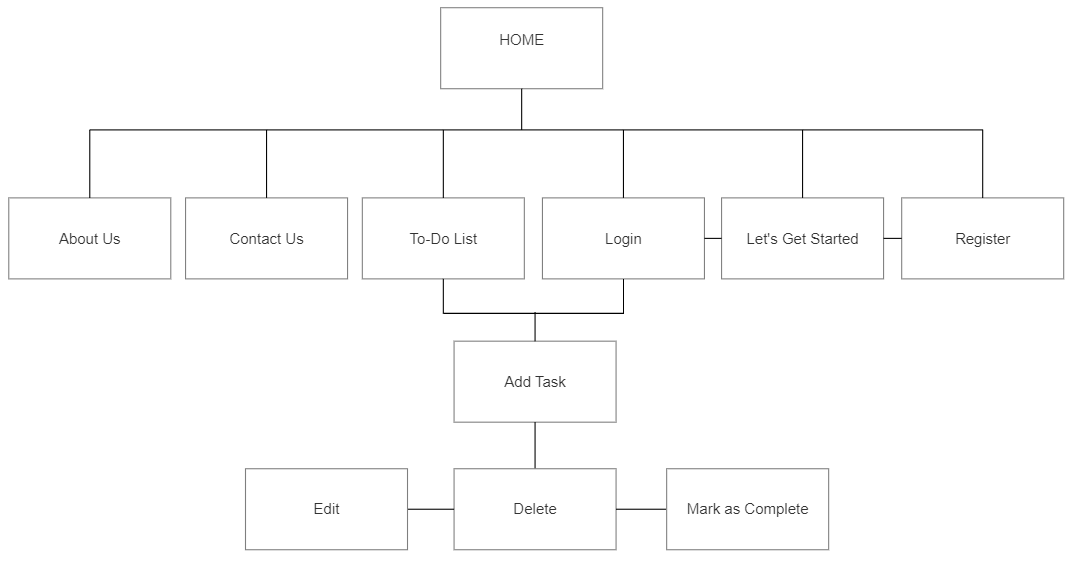 HOME
About Us
Contact Us
To-Do List
Login
Let's Get Started
Register
Add Task
Edit
Delete
Mark as Complete